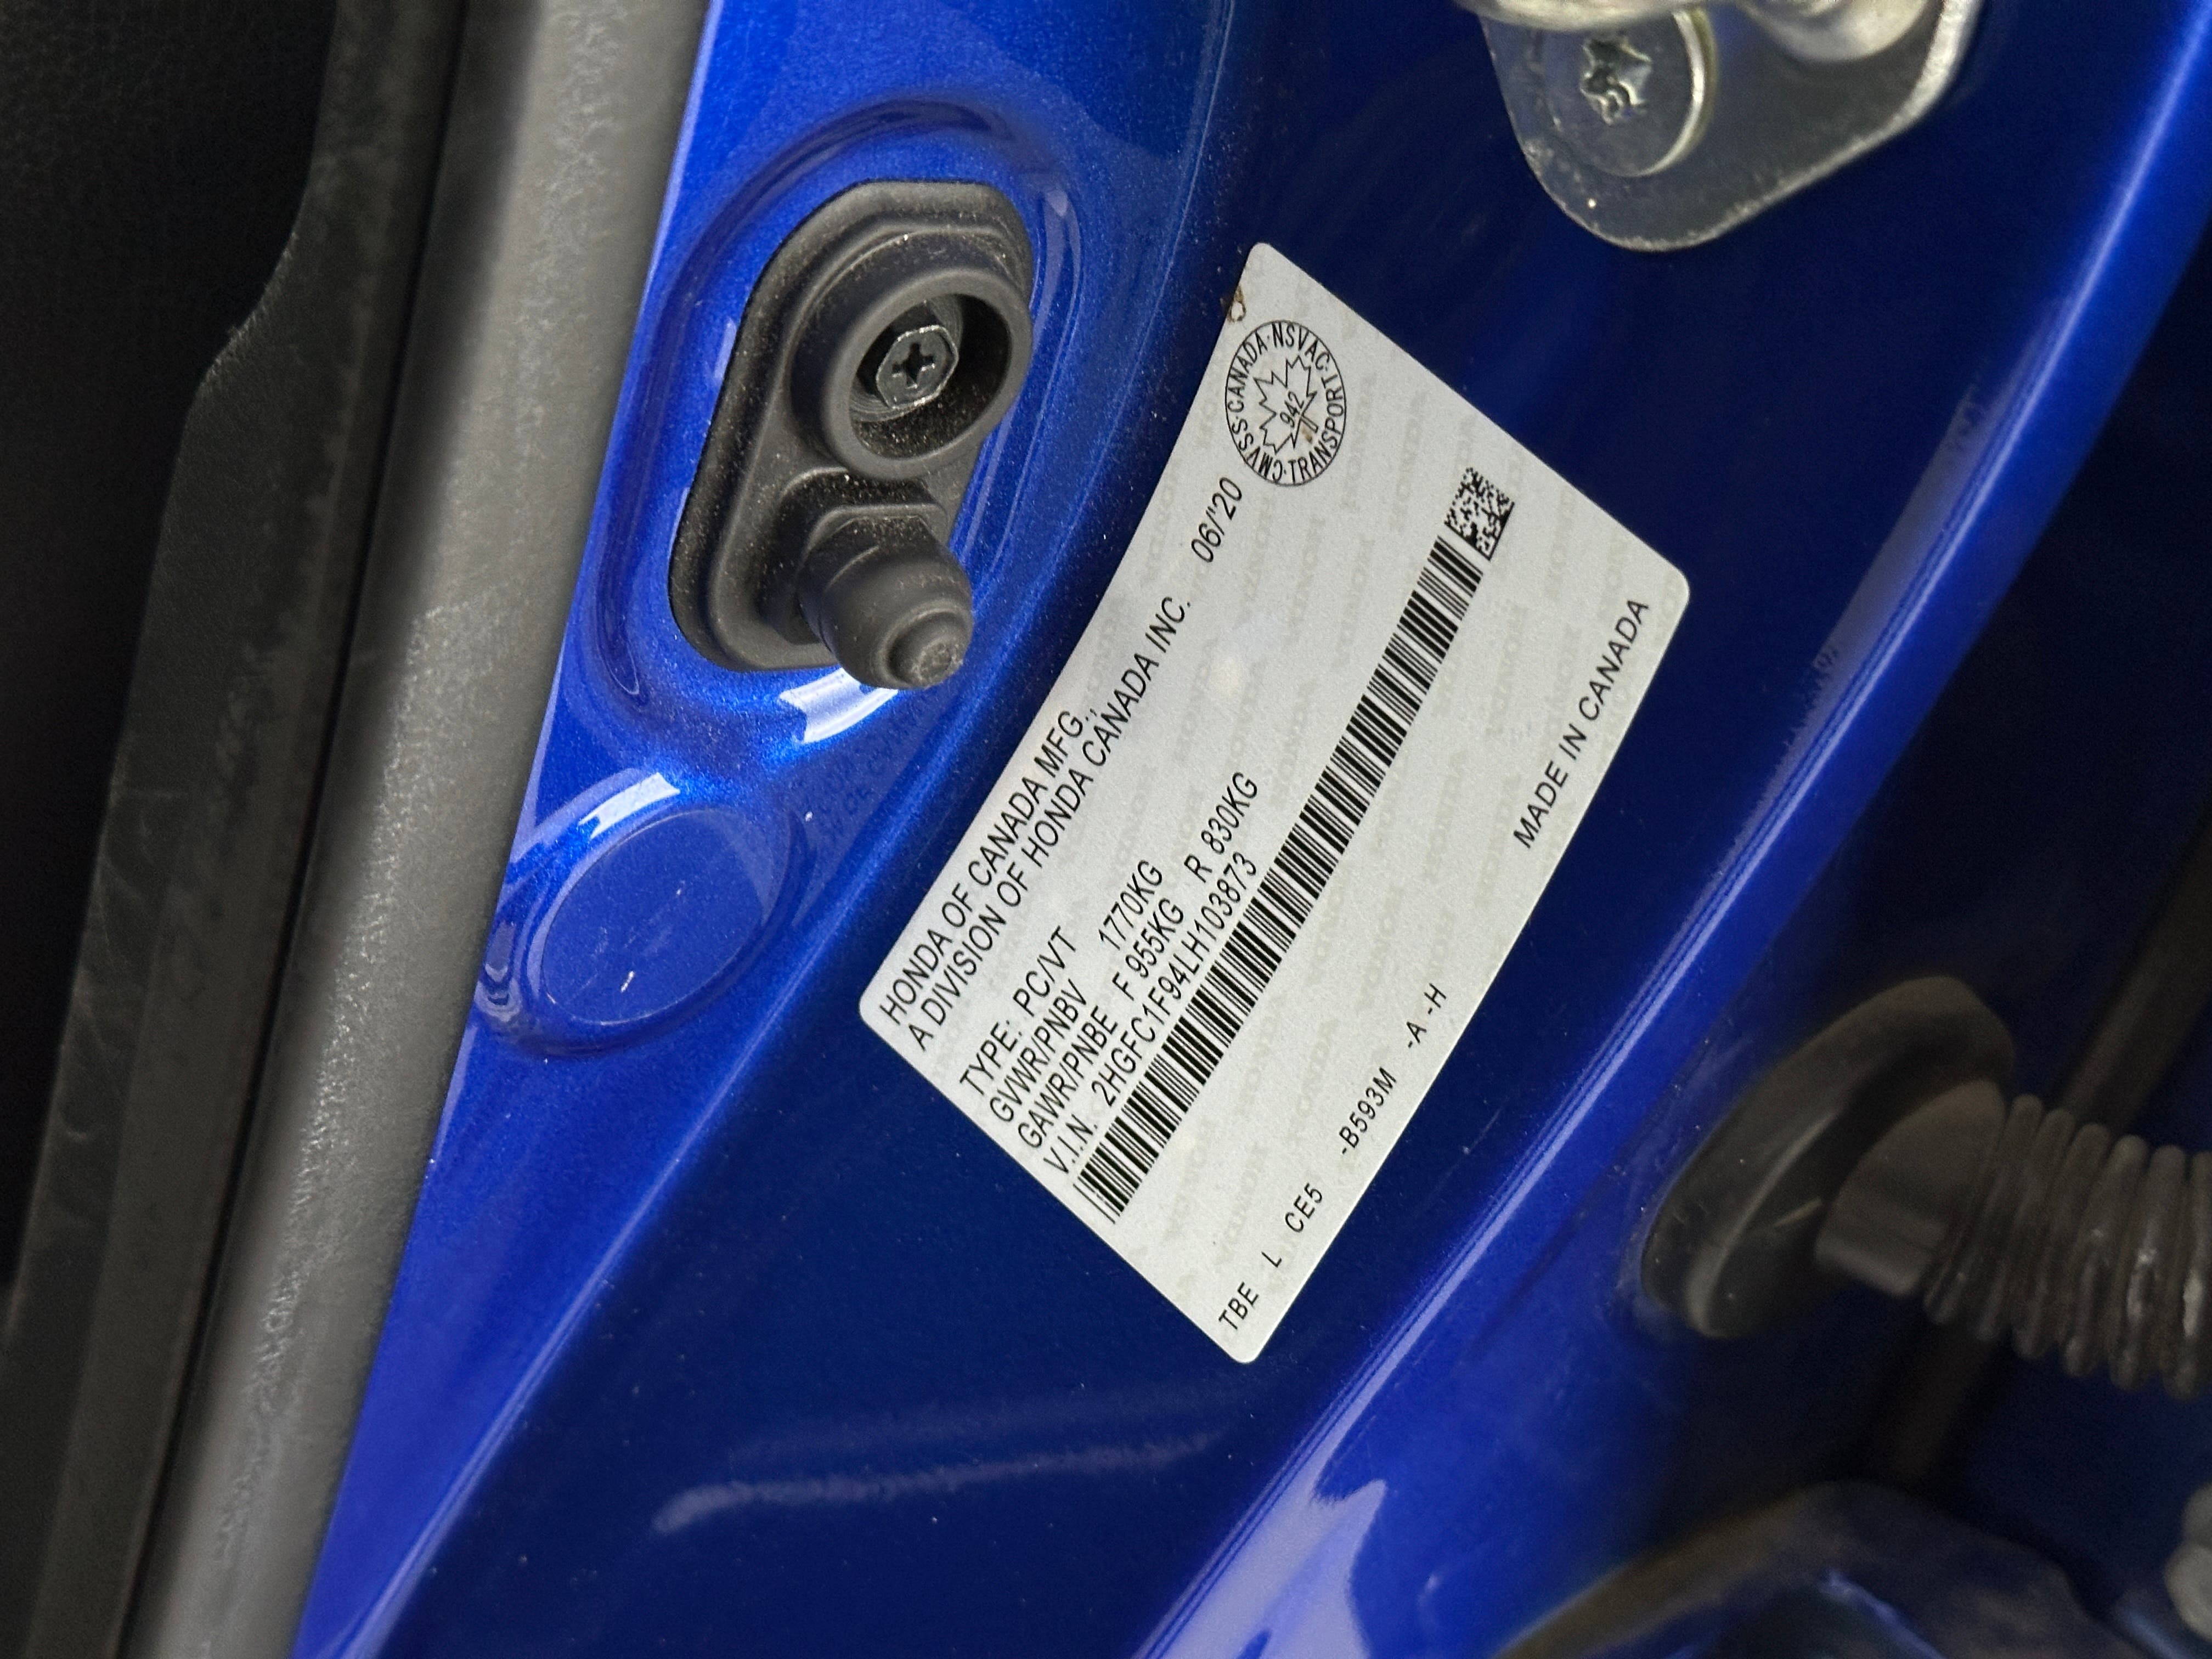 HONDA OF CANADA MFG.,
A DIVISION OF HONDA CANADA INC. 06/'20
CMVSS·CANADA·NSVAC·TRANSPORT·
942
TYPE: PC/VT
GVWR/PNBV 1770KG
GAWR/PNBE F 955KG R 830KG
V.I.N. 2HGFC1F94LH103873
MADE IN CANADA
TBE L CE5 -B593M -A -H